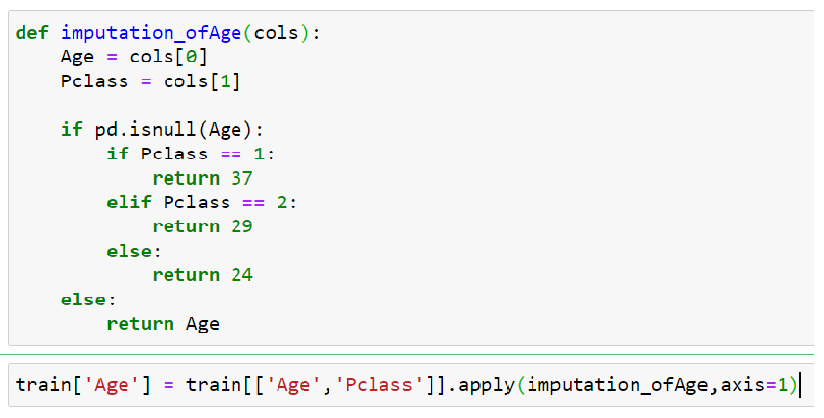 def imputation_ofAge(cols):
    Age = cols[0]
    Pclass = cols[1]

    if pd.isnull(Age):
        if Pclass == 1:
            return 37
        elif Pclass == 2:
            return 29
        else:
            return 24
    else:
        return Age

train['Age'] = train[['Age','Pclass']].apply(imputation_ofAge,axis=1)